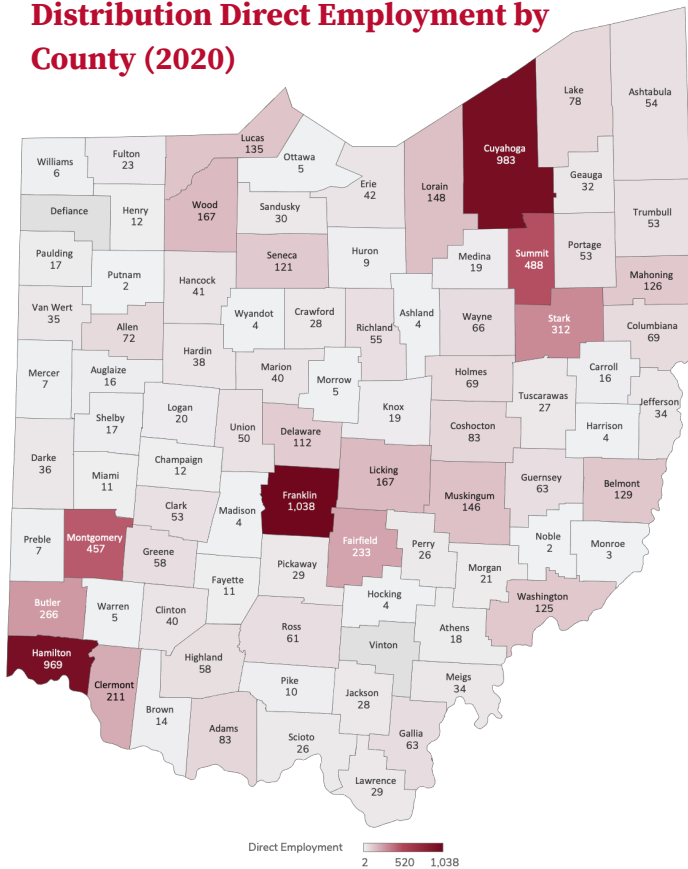 Distribution Direct Employment by
County (2020)
Lake
78
Ashtabula
54
Lucas
135
Cuyahoga
983
Fulton
23
Ottawa
5
Williams
6
Geauga
32
Erie
42
Lorain
148
Wood
167
Sandusky
30
Defiance
Henry
12
Trumbull
53
Portage
53
Summit
488
Medina
19
Huron
9
Seneca
121
Paulding
17
Putnam
2
Mahoning
126
Hancock
41
Van Wert
35
Wyandot
4
Crawford
28
Ashland
4
Richland
55
Wayne
66
Stark
312
Columbiana
69
Allen
72
Hardin
38
Marion
40
Holmes
69
Carroll
16
Mercer
7
Auglaize
16
Morrow
5
Tuscarawas
27
Jefferson
34
Knox
19
Logan
20
Shelby
17
Union
50
Delaware
112
Coshocton
83
Harrison
4
Darke
36
Champaign
12
Miami
11
Licking
167
Guernsey
63
Belmont
129
Muskingum
146
Franklin
1,038
Clark
53
Madison
4
Preble
7
Montgomery
457
Greene
58
Fairfield
233
Perry
26
Noble
2
Monroe
3
Pickaway
29
Morgan
21
Fayette
11
Hocking
4
Washington
125
Butler
266
Warren
5
Clinton
40
Ross
61
Athens
18
Vinton
Hamilton
969
Highland
58
Clermont
211
Pike
10
Meigs
34
Jackson
28
Brown
14
Adams
83
Scioto
26
Gallia
63
Lawrence
29
Direct Employment
2 520 1,038